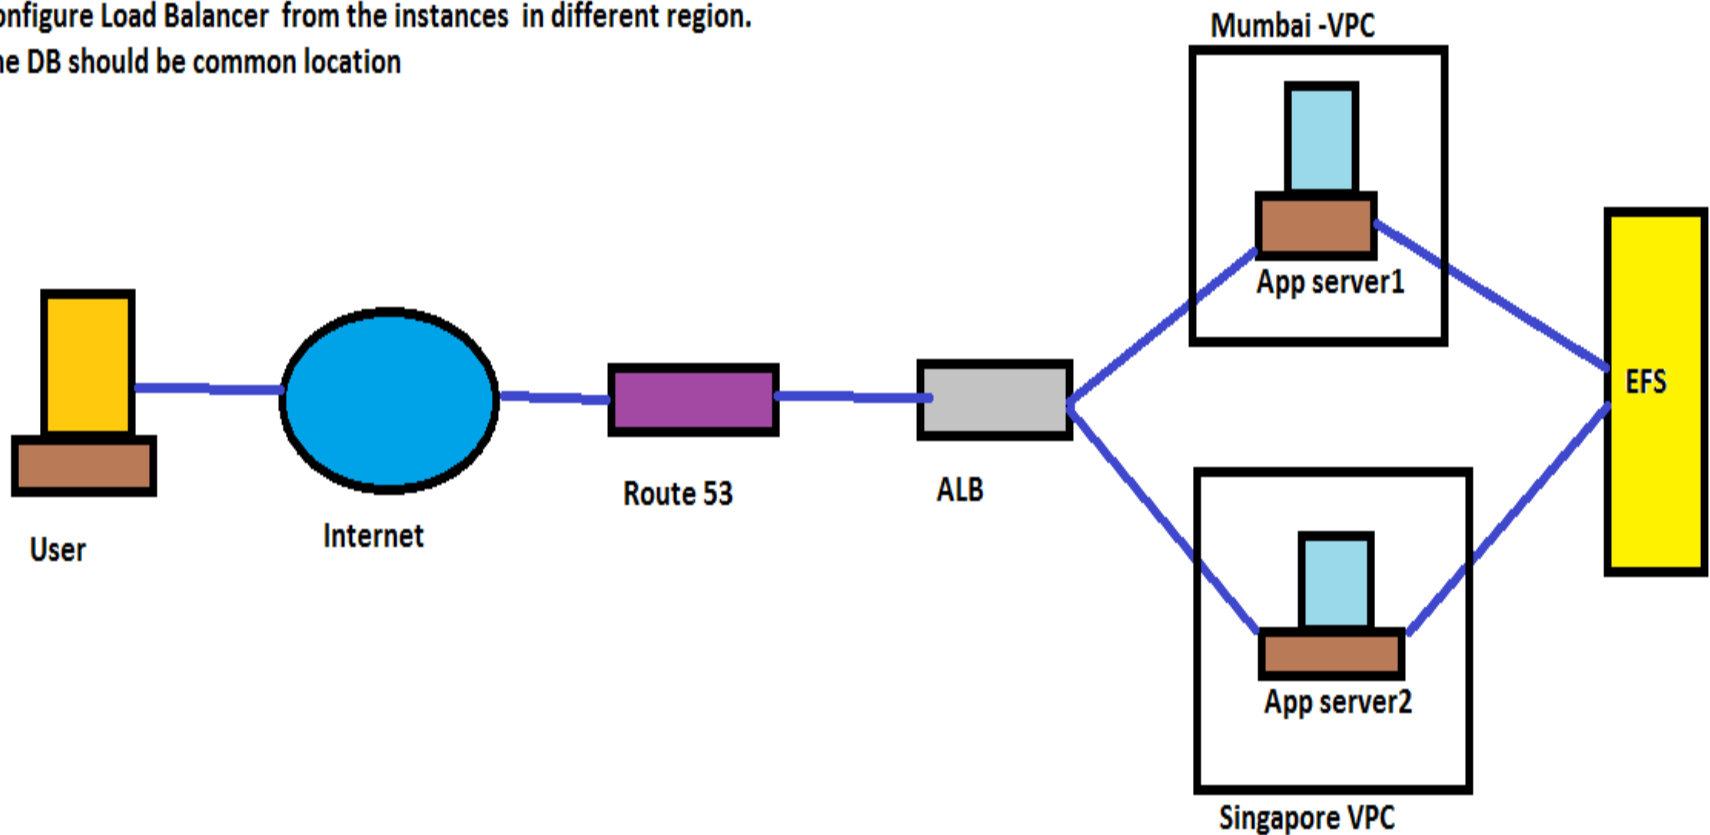 onfigure Load Balancer from the instances in different region.
ne DB should be common location
Mumbai -VPC
App server1
EFS
User
Internet
Route 53
ALB
App server2
Singapore VPC